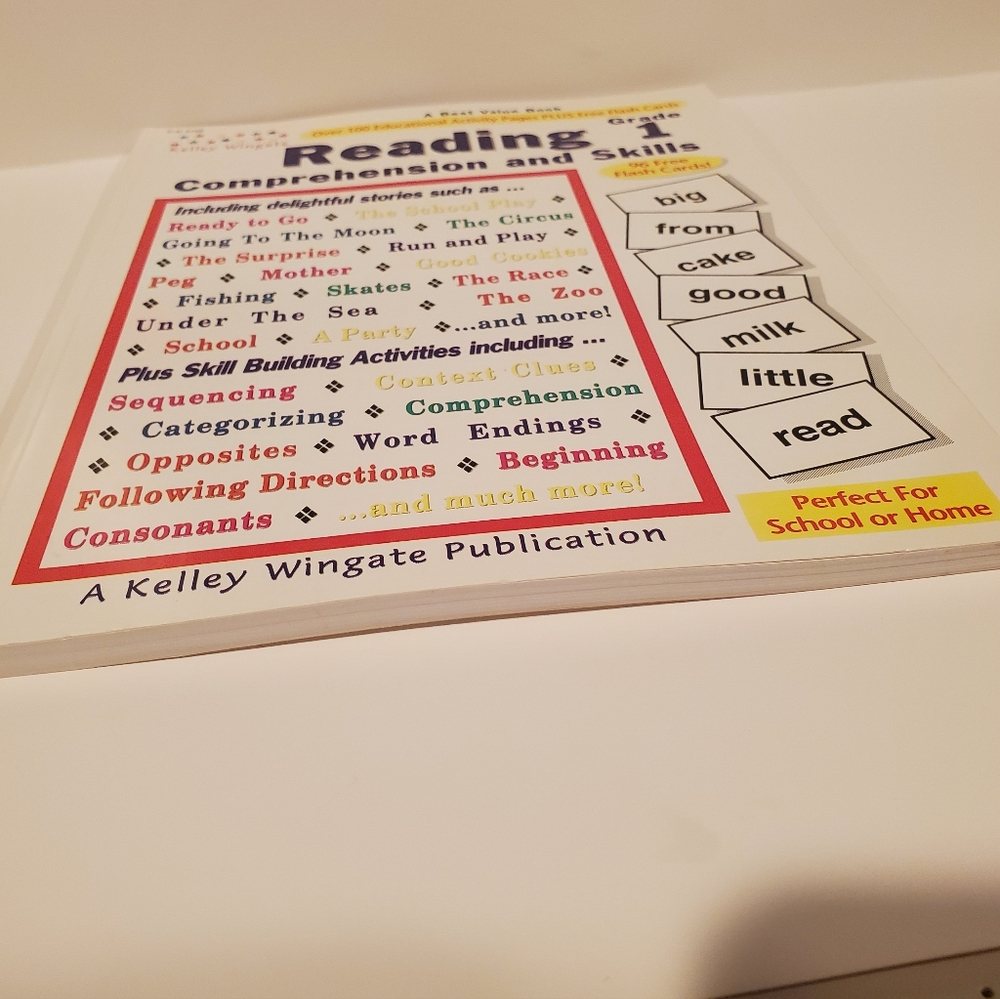 A Best Value Book
Over 100 Educational Activity Pages PLUS Free Flash Cards
Kelley Wingate
Reading Grade 1
Comprehension and Skills
96 Free
Flash Cards!
Including delightful stories such as ...
Ready to Go ❖ The School Play ❖
Going To The Moon ❖ The Circus
❖ The Surprise ❖ Run and Play ❖
Peg ❖ Mother ❖ Good Cookies
❖ Fishing ❖ Skates ❖ The Race ❖
Under The Sea ❖ The Zoo
❖ School ❖ A Party ❖...and more!
Plus Skill Building Activities including ...
Sequencing ❖ Context Clues ❖
❖ Categorizing ❖ Comprehension
❖ Opposites ❖ Word Endings ❖
Following Directions ❖ Beginning
Consonants ❖ ...and much more!
A Kelley Wingate Publication
big
from
cake
good
milk
little
read
Perfect For
School or Home